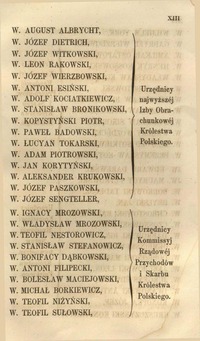 XIII
W. AUGUST ALBRYCHT,
W. JÓZEF DIETRICH,
W. JÓZEF WITKOWSKI,
W. LEON RAKOWSKI,
W. JÓZEF WIERZBOWSKI,
W. ANTONI ESIŃSKI,
W. ADOLF KOCIATKIEWICZ,
W. STANISŁAW BRONIKOWSKI,
W. KOPYSTYŃSKI PIOTR,
W. PAWEŁ BADOWSKI,
W. LUCYAN TOKARSKI,
W. ADAM PIOTROWSKI,
W. JAN KORYTYŃSKI,
W. ALEKSANDER KRUKOWSKI,
W. JÓZEF PASZKOWSKI,
W. JÓZEF SENGTELLER,
Urzędnicy
najwyższéj
Izby Obra-
chunkowéj
Królestwa
Polskiego.
W. IGNACY MROZOWSKI,
W. WŁADYSŁAW MROZOWSKI,
W. TEOFIL NESTOROWICZ,
W. STANISŁAW STEFANOWICZ,
W. BONIFACY DĄBKOWSKI,
W. ANTONI FILIPECKI,
W. BOLESŁAW MACIEJOWSKI,
W. MICHAŁ BORKIEWICZ,
W. TEOFIL NIŻYŃSKI,
W. TEOFIL SUŁOWSKI,
Urzędnicy
Kommissyj
Rządowéj
Przychodów
i Skarbu
Królestwa
Polskiego.